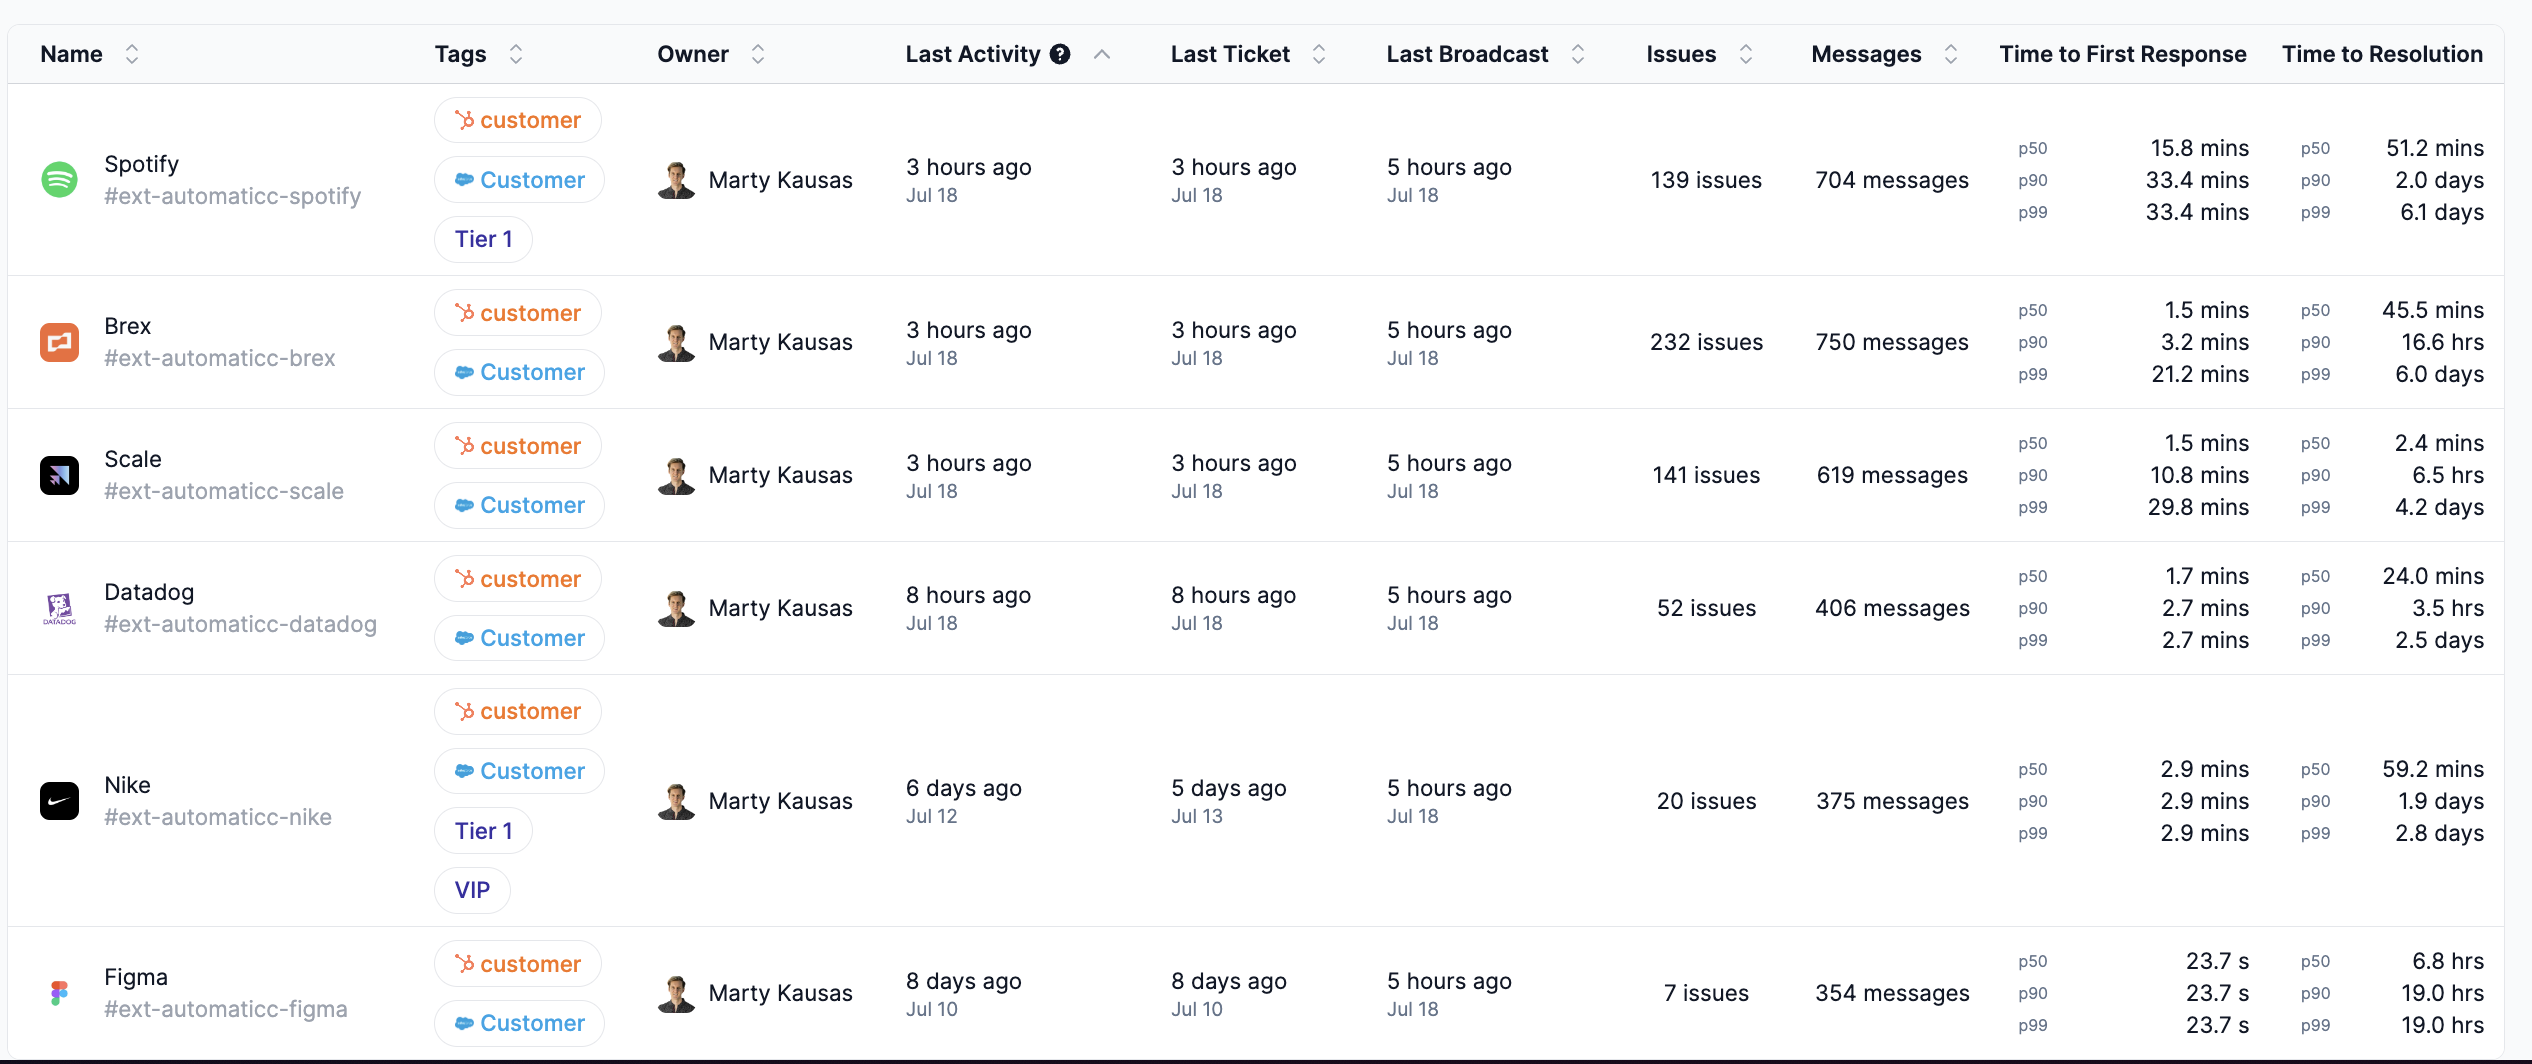 Name Tags Owner Last Activity ? Last Ticket Last Broadcast Issues Messages Time to First Response Time to Resolution
Spotify
#ext-automaticc-spotify
customer
Customer
Tier 1
Marty Kausas
3 hours ago
Jul 18
3 hours ago
Jul 18
5 hours ago
Jul 18
139 issues
704 messages
p50 15.8 mins
p90 33.4 mins
p99 33.4 mins
p50 51.2 mins
p90 2.0 days
p99 6.1 days
Brex
#ext-automaticc-brex
customer
Customer
Marty Kausas
3 hours ago
Jul 18
3 hours ago
Jul 18
5 hours ago
Jul 18
232 issues
750 messages
p50 1.5 mins
p90 3.2 mins
p99 21.2 mins
p50 45.5 mins
p90 16.6 hrs
p99 6.0 days
Scale
#ext-automaticc-scale
customer
Customer
Marty Kausas
3 hours ago
Jul 18
3 hours ago
Jul 18
5 hours ago
Jul 18
141 issues
619 messages
p50 1.5 mins
p90 10.8 mins
p99 29.8 mins
p50 2.4 mins
p90 6.5 hrs
p99 4.2 days
DATADOG
Datadog
#ext-automaticc-datadog
customer
Customer
Marty Kausas
8 hours ago
Jul 18
8 hours ago
Jul 18
5 hours ago
Jul 18
52 issues
406 messages
p50 1.7 mins
p90 2.7 mins
p99 2.7 mins
p50 24.0 mins
p90 3.5 hrs
p99 2.5 days
Nike
#ext-automaticc-nike
customer
Customer
Tier 1
VIP
Marty Kausas
6 days ago
Jul 12
5 days ago
Jul 13
5 hours ago
Jul 18
20 issues
375 messages
p50 2.9 mins
p90 2.9 mins
p99 2.9 mins
p50 59.2 mins
p90 1.9 days
p99 2.8 days
Figma
#ext-automaticc-figma
customer
Customer
Marty Kausas
8 days ago
Jul 10
8 days ago
Jul 10
5 hours ago
Jul 18
7 issues
354 messages
p50 23.7 s
p90 23.7 s
p99 23.7 s
p50 6.8 hrs
p90 19.0 hrs
p99 19.0 hrs